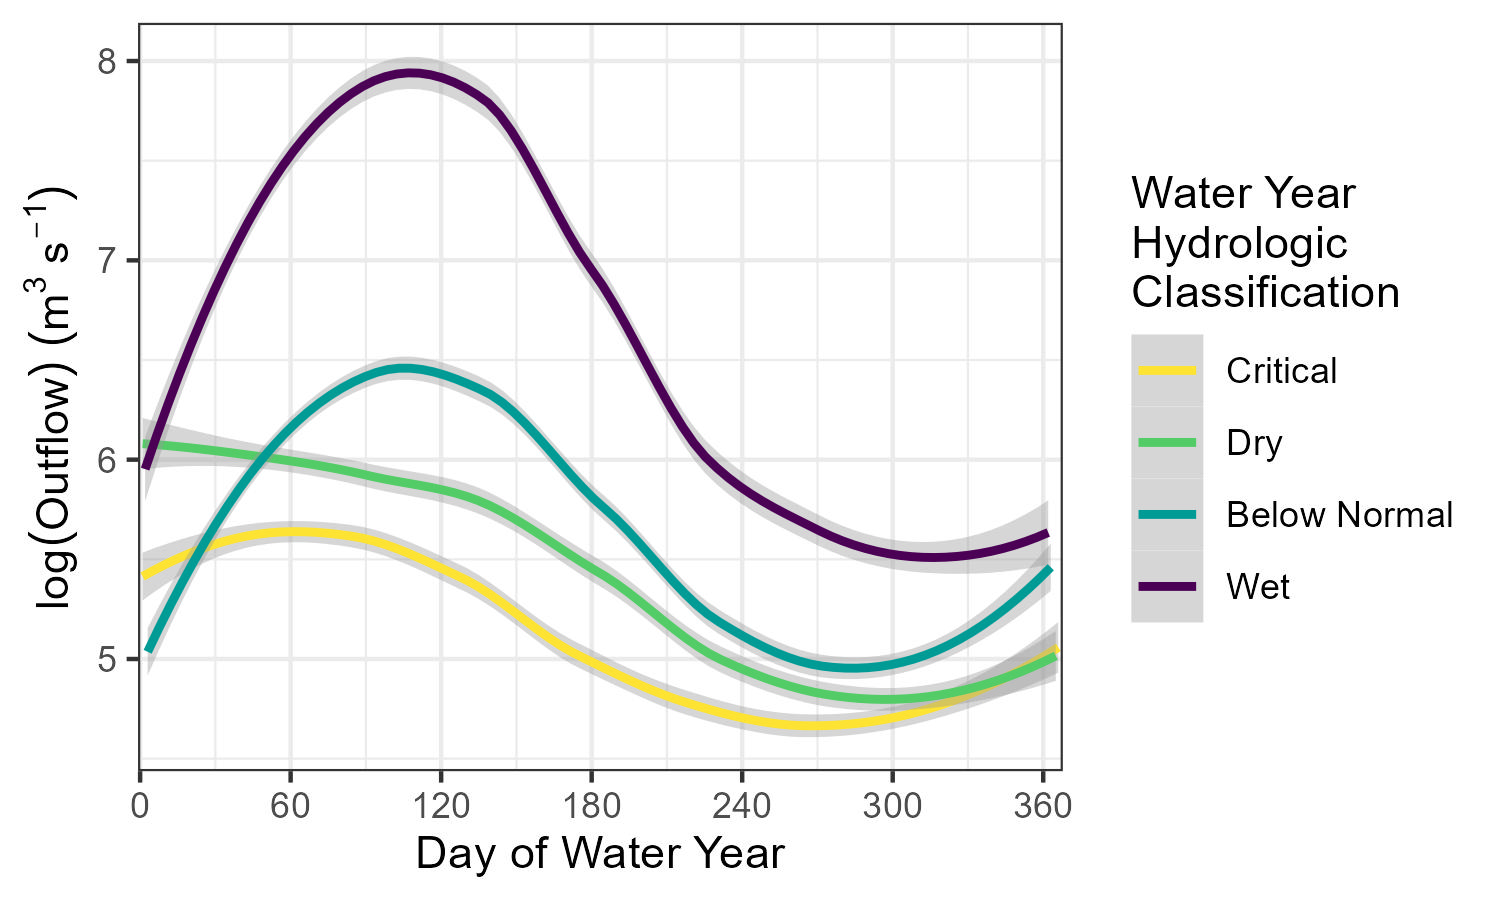 8
7
6
5
log(Outflow) (m³ s⁻¹)
0 60 120 180 240 300 360
Day of Water Year
Water Year
Hydrologic
Classification
Critical
Dry
Below Normal
Wet